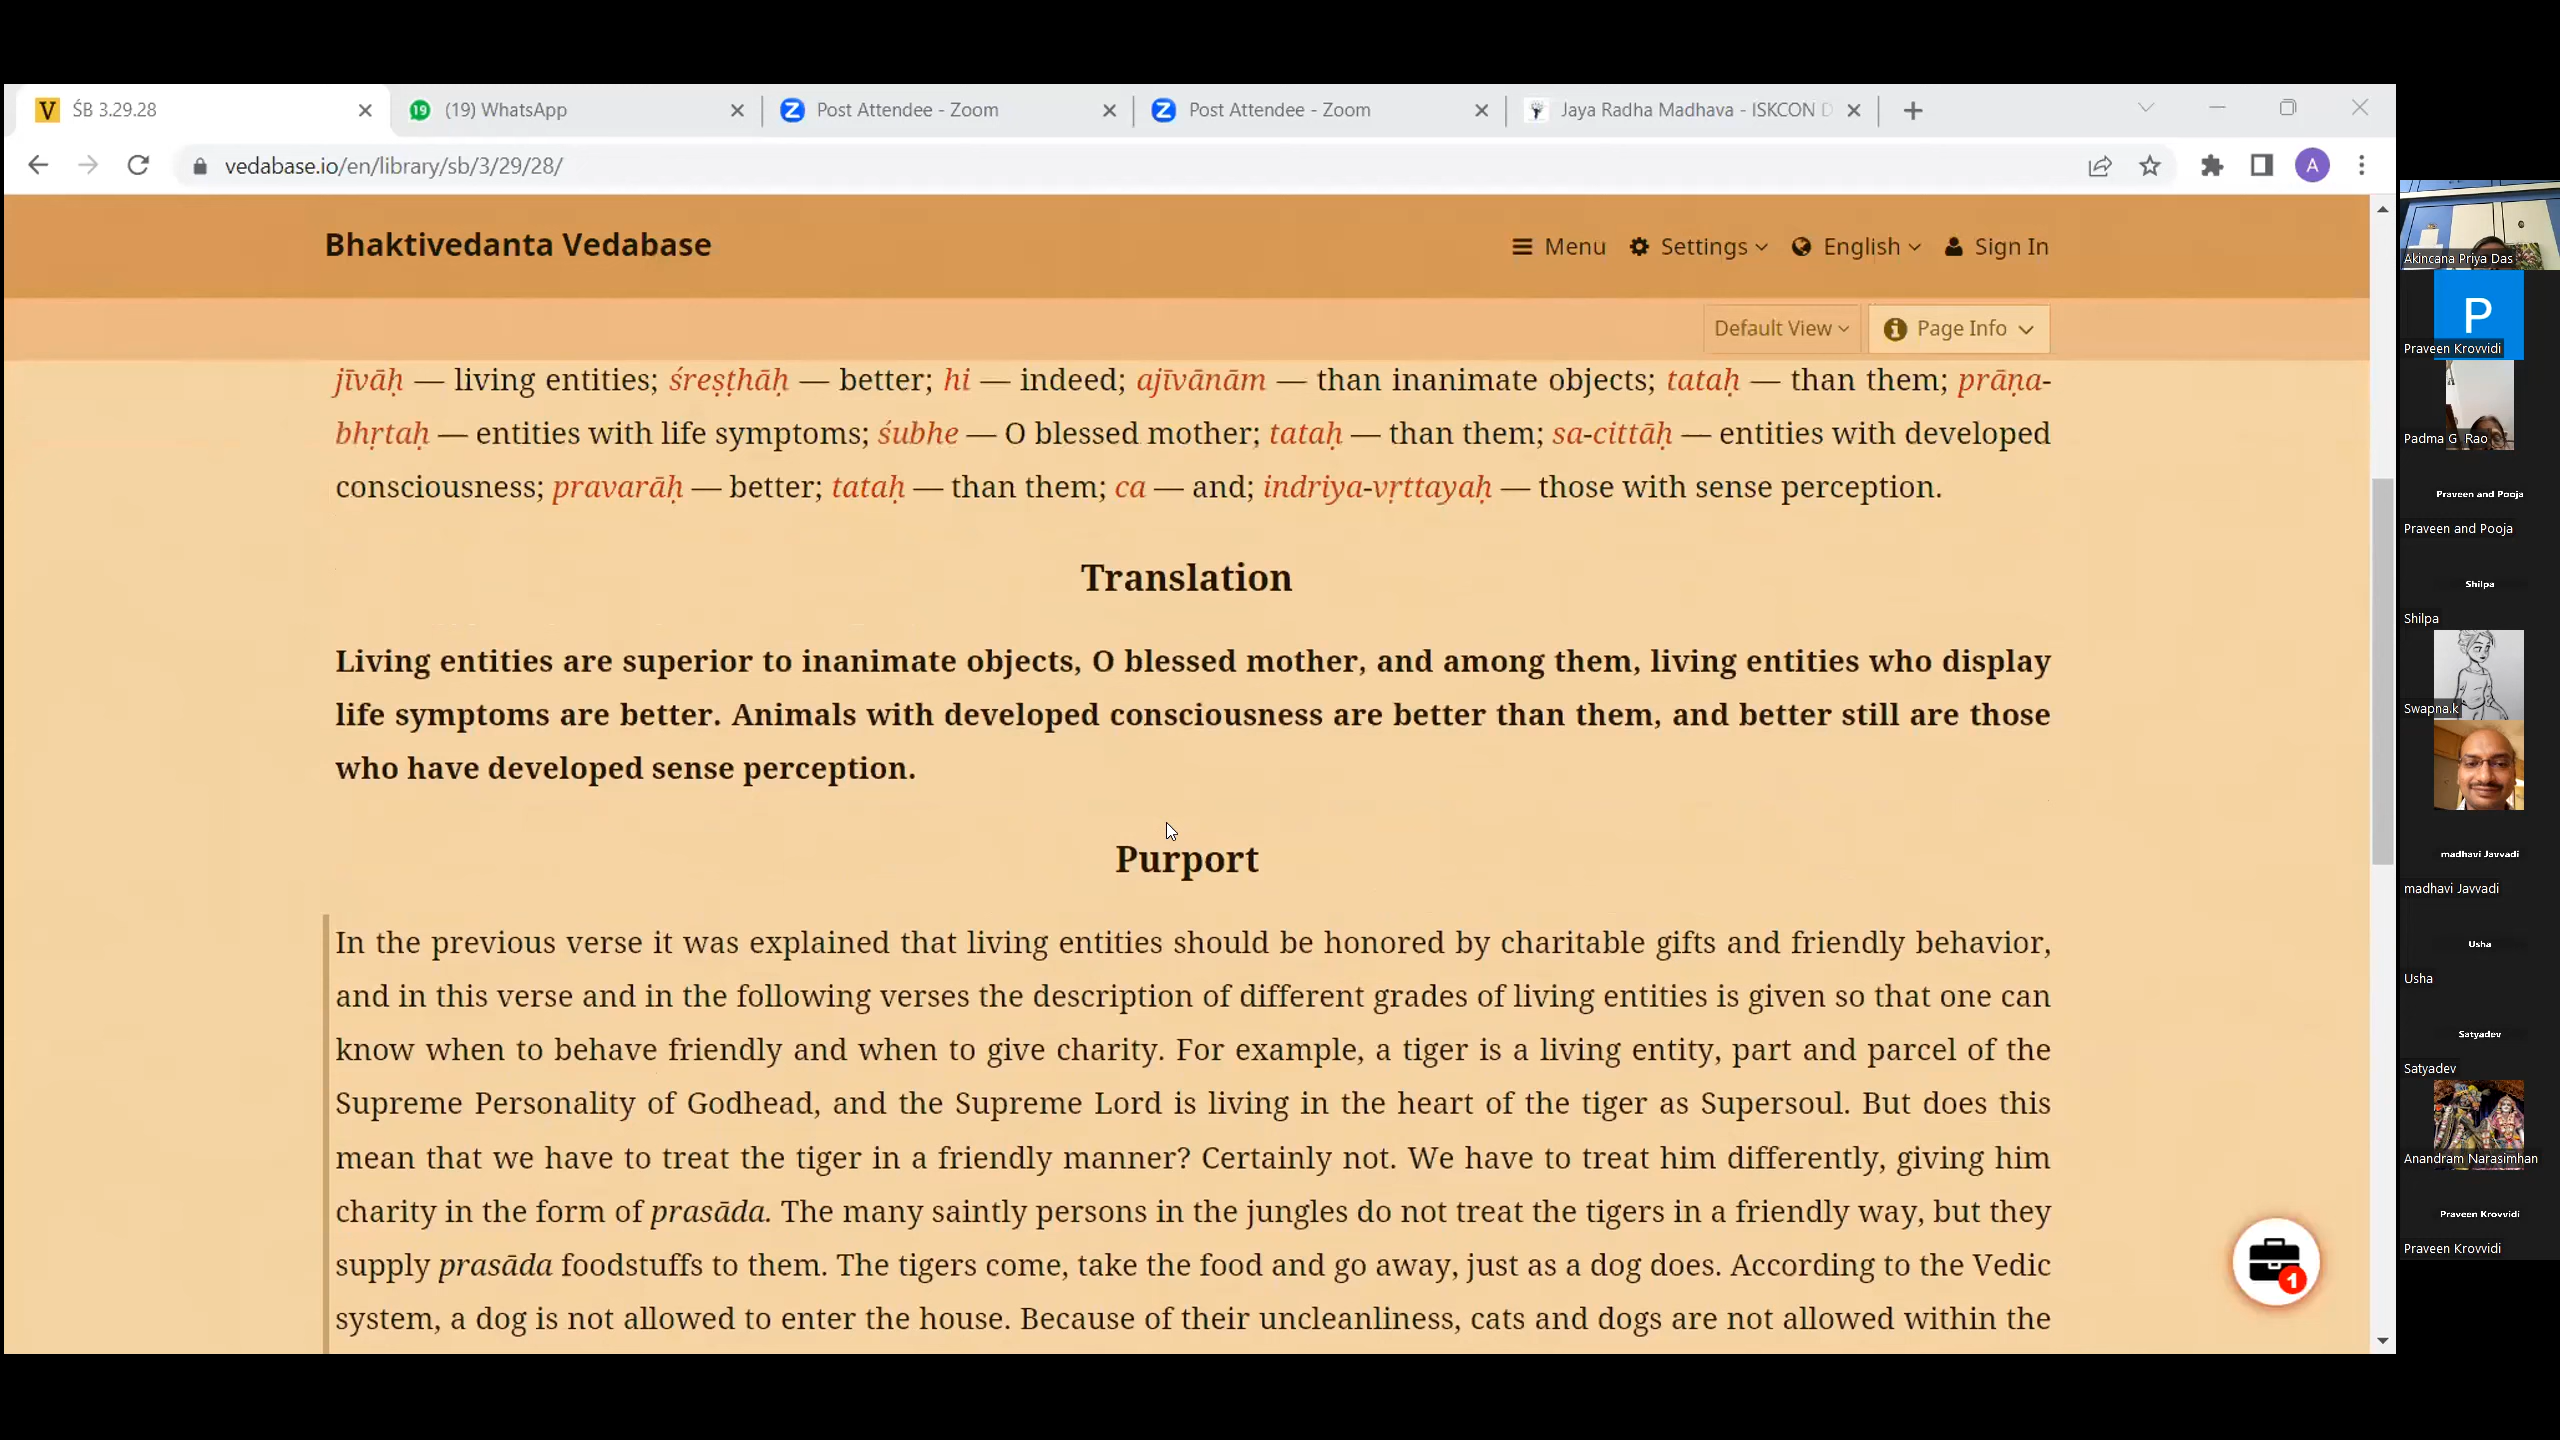 ŚB 3.29.28
19 (19) WhatsApp
Post Attendee - Zoom
Post Attendee - Zoom
Jaya Radha Madhava - ISKCON D
vedabase.io/en/library/sb/3/29/28/
A
Bhaktivedanta Vedabase
Menu Settings English Sign In
Default View Page Info
jīvāḥ — living entities; śreṣṭhāḥ — better; hi — indeed; ajīvānām — than inanimate objects; tataḥ — than them; prāṇa-
bhṛtaḥ — entities with life symptoms; śubhe — O blessed mother; tataḥ — than them; sa-cittāḥ — entities with developed
consciousness; pravarāḥ — better; tataḥ — than them; ca — and; indriya-vṛttayaḥ — those with sense perception.
Translation
Living entities are superior to inanimate objects, O blessed mother, and among them, living entities who display
life symptoms are better. Animals with developed consciousness are better than them, and better still are those
who have developed sense perception.
Purport
In the previous verse it was explained that living entities should be honored by charitable gifts and friendly behavior,
and in this verse and in the following verses the description of different grades of living entities is given so that one can
know when to behave friendly and when to give charity. For example, a tiger is a living entity, part and parcel of the
Supreme Personality of Godhead, and the Supreme Lord is living in the heart of the tiger as Supersoul. But does this
mean that we have to treat the tiger in a friendly manner? Certainly not. We have to treat him differently, giving him
charity in the form of prasāda. The many saintly persons in the jungles do not treat the tigers in a friendly way, but they
supply prasāda foodstuffs to them. The tigers come, take the food and go away, just as a dog does. According to the Vedic
system, a dog is not allowed to enter the house. Because of their uncleanliness, cats and dogs are not allowed within the
1
Akincana Priya Das
P
Praveen Krovvidi
Padma G Rao
Praveen and Pooja
Praveen and Pooja
Shilpa
Shilpa
Swapna.k
madhavi Javvadi
madhavi Javvadi
Usha
Usha
Satyadev
Satyadev
Anandram Narasimhan
Praveen Krovvidi
Praveen Krovvidi